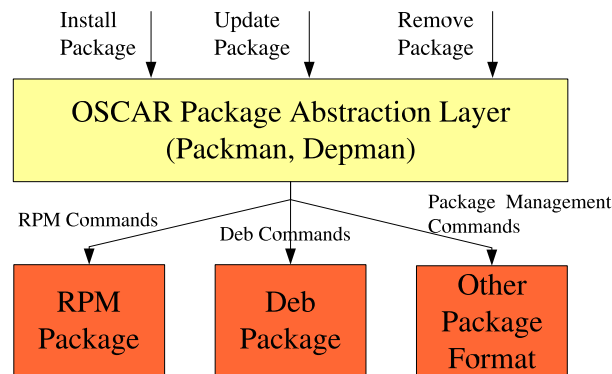 Install
Package
Update
Package
Remove
Package
OSCAR Package Abstraction Layer
(Packman, Depman)
RPM Commands
Deb Commands
Package Management
Commands
RPM
Package
Deb
Package
Other
Package
Format